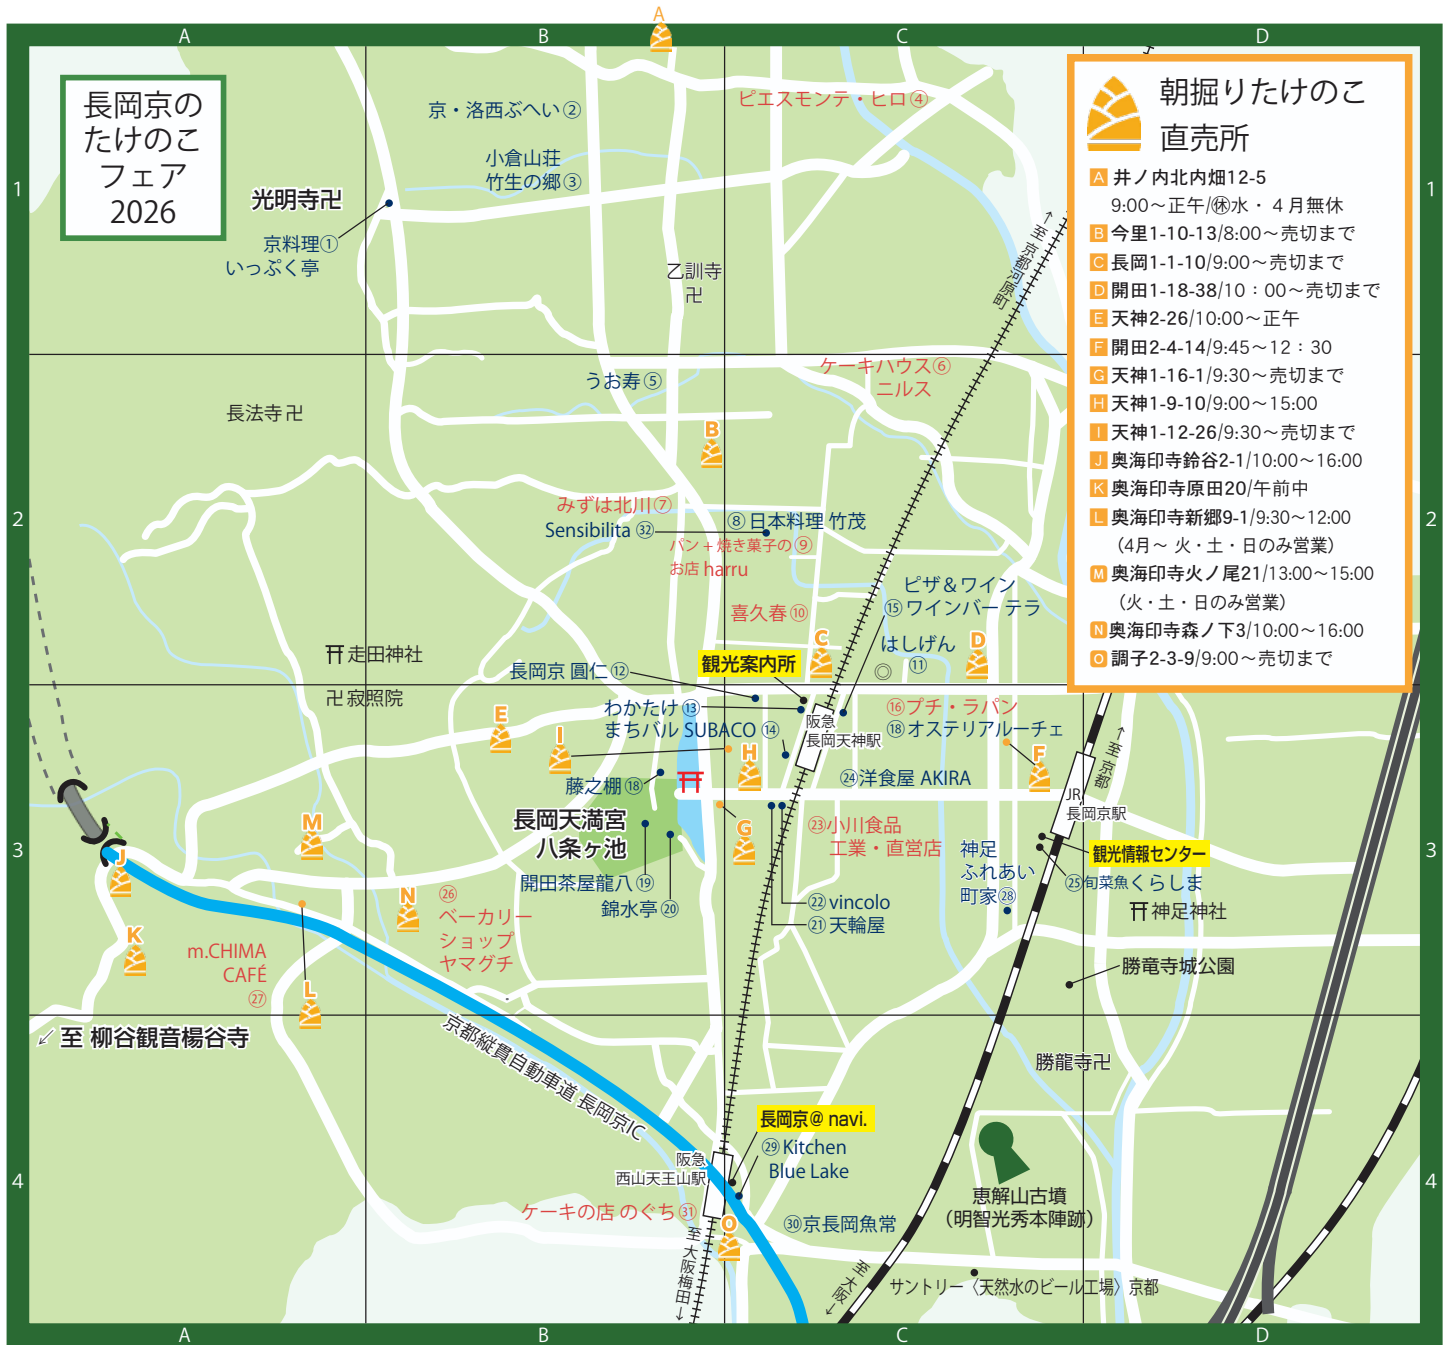 A
A
B
C
D
長岡京の
たけのこ
フェア
2026
朝掘りたけのこ
直売所
A 井ノ内北内畑12-5
9:00～正午/㊡水・４月無休
B 今里1-10-13/8:00～売切まで
C 長岡1-1-10/9:00～売切まで
D 開田1-18-38/10：00～売切まで
E 天神2-26/10:00～正午
F 開田2-4-14/9:45～12：30
G 天神1-16-1/9:30～売切まで
H 天神1-9-10/9:00～15:00
I 天神1-12-26/9:30～売切まで
J 奥海印寺鈴谷2-1/10:00～16:00
K 奥海印寺原田20/午前中
L 奥海印寺新郷9-1/9:30～12:00
（4月～ 火・土・日のみ営業）
M 奥海印寺火ノ尾21/13:00～15:00
（火・土・日のみ営業）
N 奥海印寺森ノ下3/10:00～16:00
O 調子2-3-9/9:00～売切まで
京・洛西ぶへい②
ピエスモンテ・ヒロ④
小倉山荘
竹生の郷③
1
1
光明寺卍
京料理①
いっぷく亭
乙訓寺
卍
↑至 京都河原町
ケーキハウス⑥
ニルス
うお寿⑤
長法寺卍
B
2
2
みずは北川⑦
Sensibilita㉜
⑧日本料理 竹茂
パン＋焼き菓子の⑨
お店 harru
ピザ＆ワイン
⑮ワインバー テラ
喜久春⑩
C
D
はしげん
⑪
◎
走田神社
卍寂照院
観光案内所
長岡京 圓仁⑫
わかたけ⑬
まちバル SUBACO⑭
阪急
長岡天神駅
⑯プチ・ラパン
⑱オステリアルーチェ
↑至 京都
E
I
H
F
藤之棚⑱
㉔洋食屋 AKIRA
JR
長岡京駅
長岡天満宮
八条ヶ池
M
G
㉓小川食品
工業・直営店
神足
ふれあい
町家㉘
観光情報センター
3
3
J
開田茶屋龍八⑲
錦水亭⑳
㉕旬菜魚くらしま
N
㉖
ベーカリー
ショップ
ヤマグチ
㉒vincolo
㉑天輪屋
神足神社
K
m.CHIMA
CAFÉ
㉗
L
勝竜寺城公園
↙至 柳谷観音楊谷寺
京都縦貫自動車道 長岡京IC
勝龍寺卍
長岡京@ navi.
㉙Kitchen
Blue Lake
阪急
西山天王山駅
4
4
恵解山古墳
（明智光秀本陣跡）
ケーキの店 のぐち㉛
O
㉚京長岡魚常
至 大阪梅田↓
至 大阪↓
サントリー〈天然水のビール工場〉京都
A
B
C
D